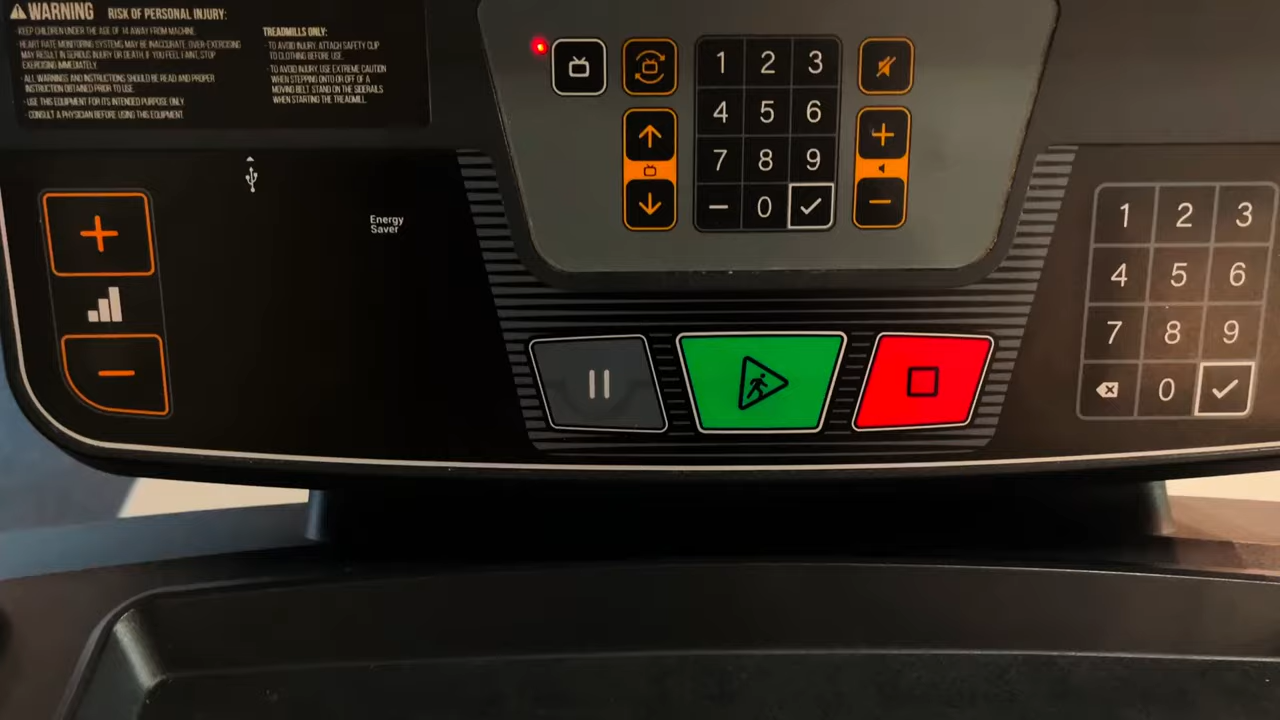 WARNING RISK OF PERSONAL INJURY:
· KEEP CHILDREN UNDER THE AGE OF 14 AWAY FROM MACHINE.
· HEART RATE MONITORING SYSTEMS MAY BE INACCURATE. OVER-EXERCISING
MAY RESULT IN SERIOUS INJURY OR DEATH. IF YOU FEEL FAINT, STOP
EXERCISING IMMEDIATELY.
· ALL WARNINGS AND INSTRUCTIONS SHOULD BE READ AND PROPER
INSTRUCTION OBTAINED PRIOR TO USE.
· USE THIS EQUIPMENT FOR ITS INTENDED PURPOSE ONLY.
· CONSULT A PHYSICIAN BEFORE USING THIS EQUIPMENT.
TREADMILLS ONLY:
· TO AVOID INJURY, ATTACH SAFETY CLIP
TO CLOTHING BEFORE USE.
· TO AVOID INJURY, USE EXTREME CAUTION
WHEN STEPPING ONTO OR OFF OF A
MOVING BELT. STAND ON THE SIDERAILS
WHEN STARTING THE TREADMILL.
Energy
Saver
1 2 3
4 5 6
7 8 9
– 0
1 2 3
4 5 6
7 8 9
0